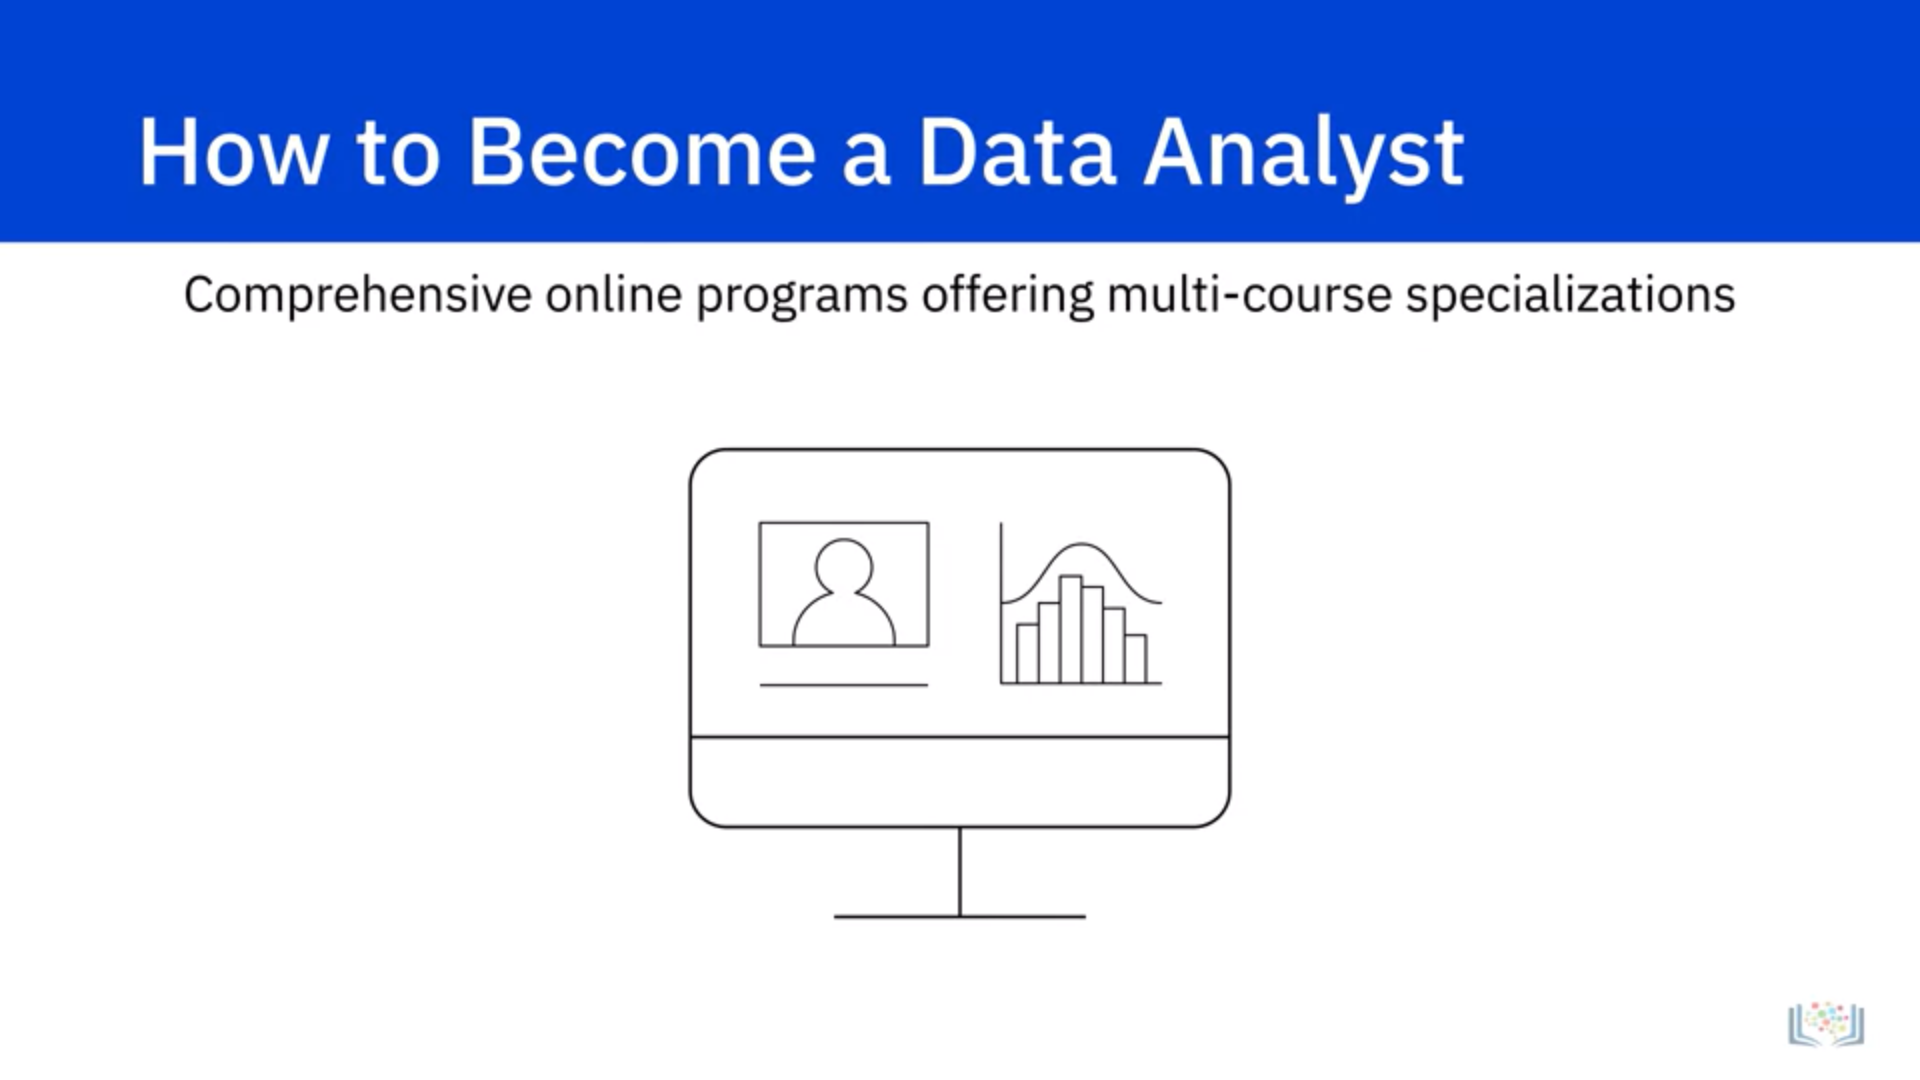 How to Become a Data Analyst
Comprehensive online programs offering multi-course specializations